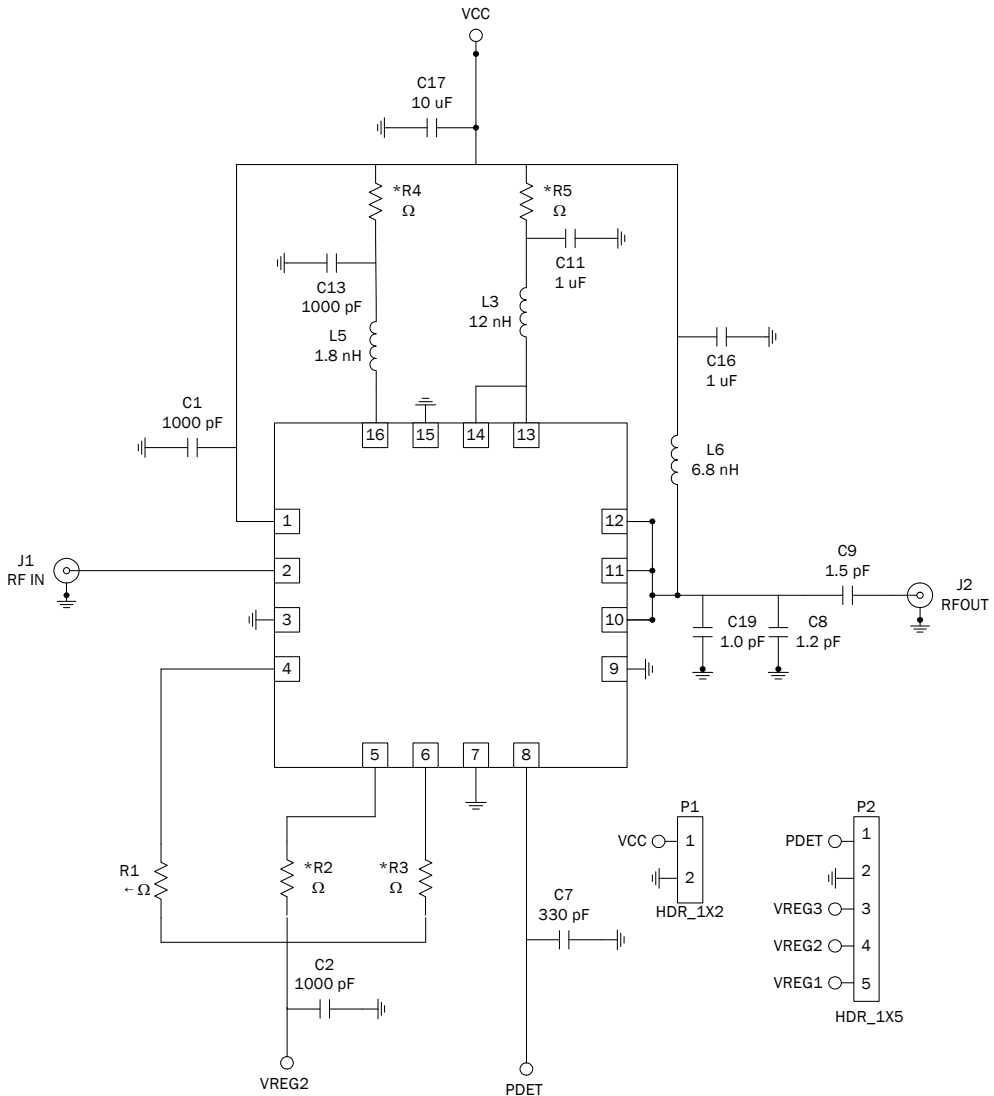 VCC
C17
10 uF
*R4
Ω
*R5
Ω
C13
1000 pF
C11
1 uF
L3
12 nH
L5
1.8 nH
C16
1 uF
C1
1000 pF
16
15
14
13
L6
6.8 nH
1
12
J1
RF IN
2
11
C9
1.5 pF
J2
RFOUT
3
10
C19
1.0 pF
C8
1.2 pF
4
9
5
6
7
8
P1
VCC
1
2
HDR_1X2
P2
PDET
1
2
VREG3
3
VREG2
4
VREG1
5
HDR_1X5
R1
←Ω
*R2
Ω
*R3
Ω
C7
330 pF
C2
1000 pF
VREG2
PDET